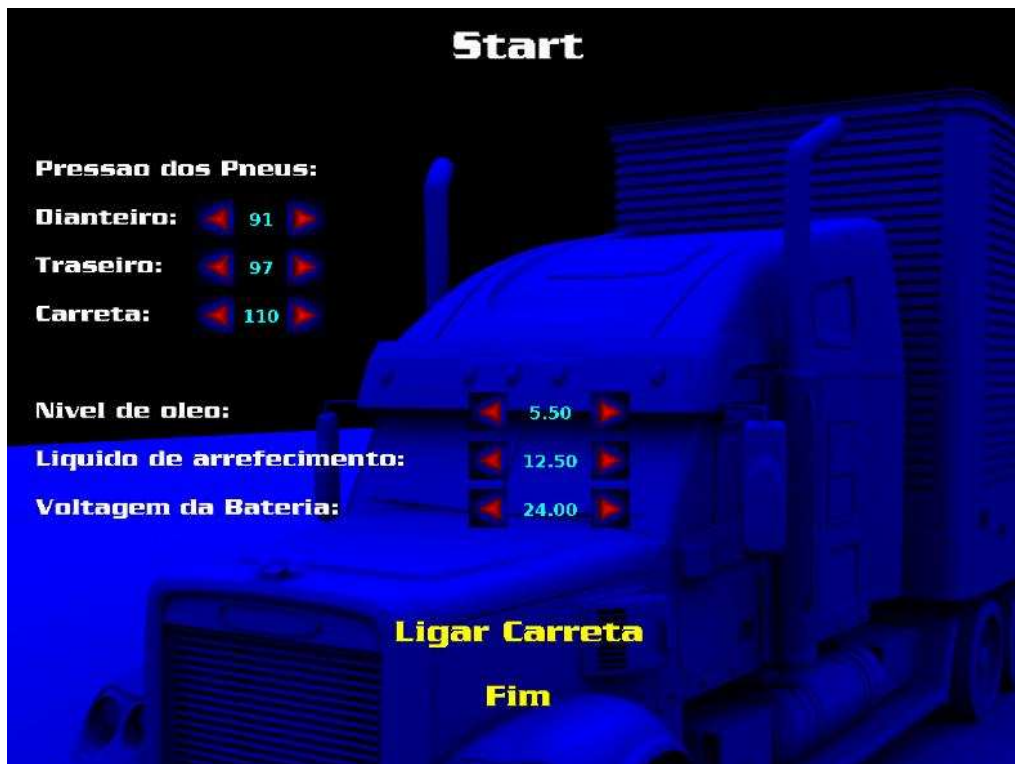 Start
Pressao dos Pneus:
Dianteiro: 91
Traseiro: 97
Carreta: 110
Nivel de oleo: 5.50
Liquido de arrefecimento: 12.50
Voltagem da Bateria: 24.00
Ligar Carreta
Fim